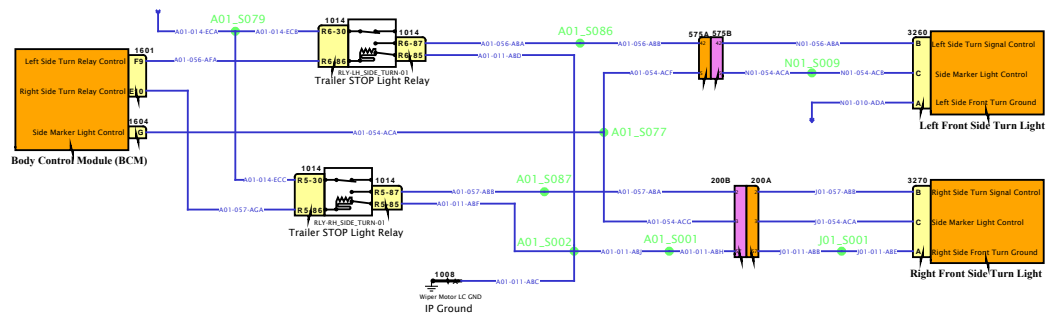 A01_S079
1014
A01-014-ECA
A01-014-ECB
R6-30
1014
R6-87
A01-056-ABA
A01_S086
A01-056-ABB
575A
575B
42
42
N01-056-ABA
3260
B
Left Side Turn Signal Control
1601
Left Side Turn Relay Control
F9
A01-056-AFA
R6-86
R6-85
A01-011-ABD
RLY-LH_SIDE_TURN-01
Trailer STOP Light Relay
A01-054-ACF
N01-054-ACA
N01_S009
N01-054-ACB
C
Side Marker Light Control
Right Side Turn Relay Control
N01-010-ADA
A
Left Side Front Turn Ground
Left Front Side Turn Light
1604
Side Marker Light Control
G
A01-054-ACA
A01_S077
Body Control Module (BCM)
1014
A01-014-ECC
R5-30
1014
R5-87
A01-057-ABB
A01_S087
A01-057-ABA
200B
200A
2
2
J01-057-ABB
3270
B
Right Side Turn Signal Control
A01-057-AGA
R5-86
R5-85
A01-011-ABF
RLY-RH_SIDE_TURN-01
Trailer STOP Light Relay
A01-054-ACG
J01-054-ACA
C
Side Marker Light Control
A01_S002
A01-011-ABJ
A01_S001
A01-011-ABH
J01-011-ABB
J01_S001
J01-011-ABE
A
Right Side Front Turn Ground
Right Front Side Turn Light
1008
A01-011-ABC
Wiper Motor LC GND
IP Ground